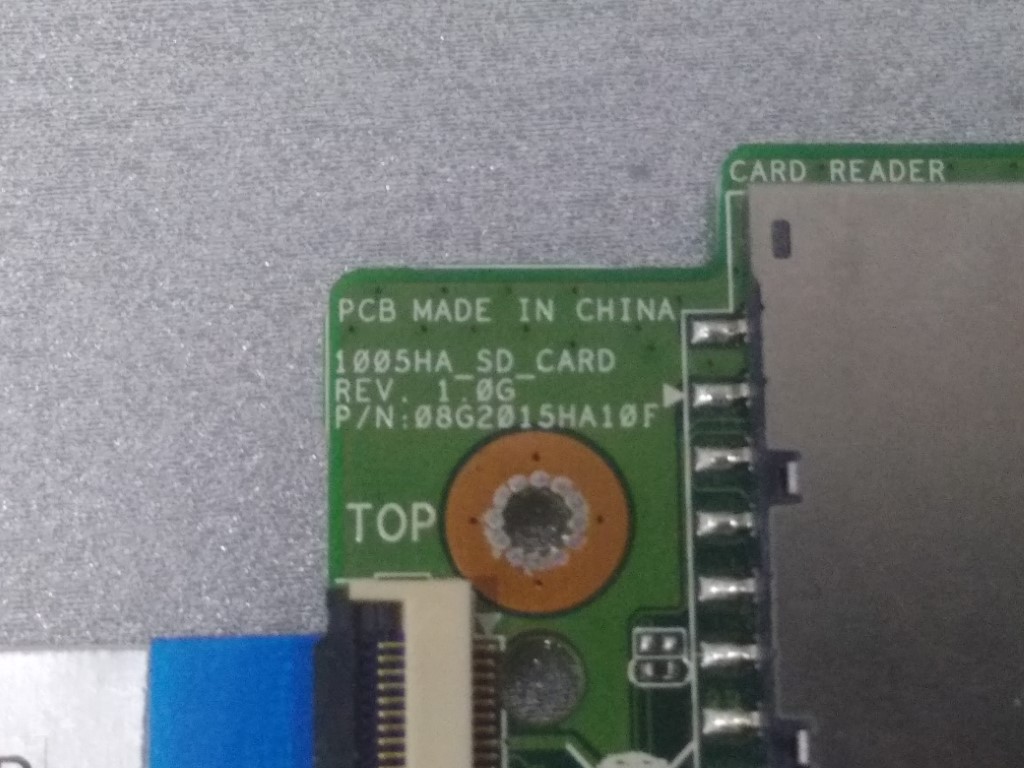 CARD READER
PCB MADE IN CHINA
1005HA_SD_CARD
REV. 1.0G
P/N:08G2015HA10F
TOP